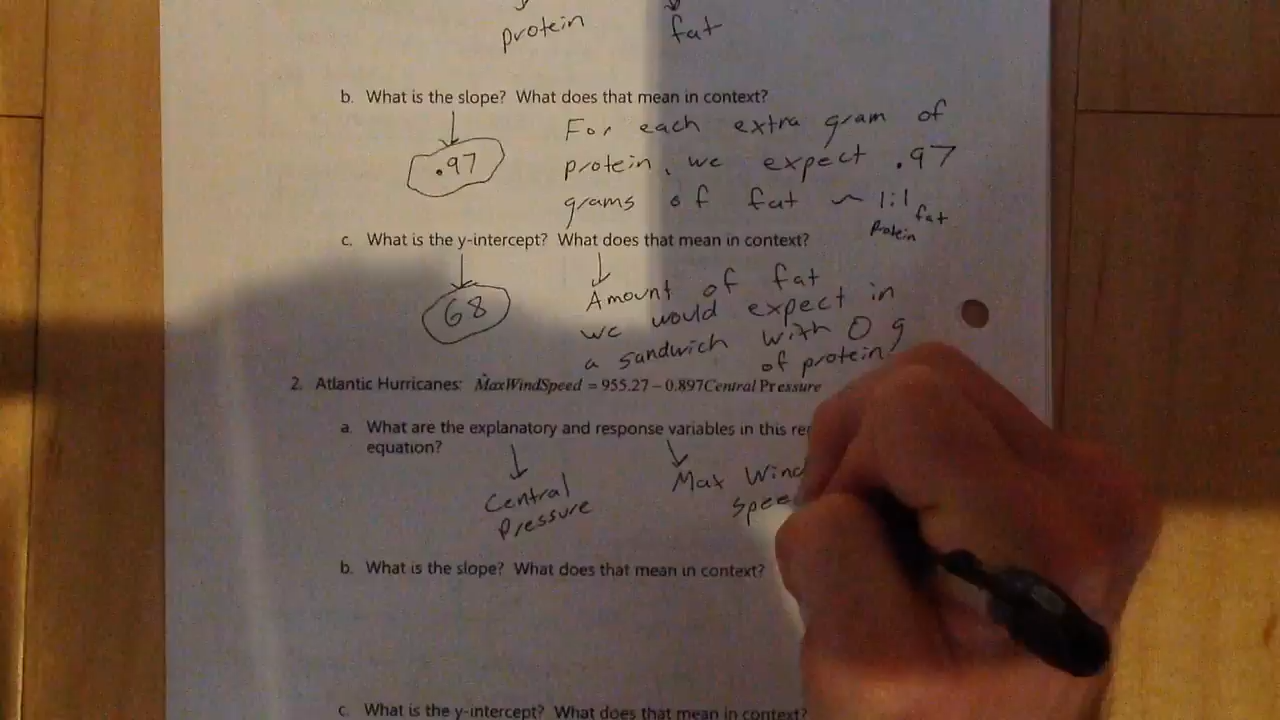 protein fat
b. What is the slope? What does that mean in context?
.97
For each extra gram of
protein, we expect .97
grams of fat ~ 1:1
Protein fat
c. What is the y-intercept? What does that mean in context?
68
Amount of fat
we would expect in
a sandwich with 0 g
of protein.
2. Atlantic Hurricanes: M̂axWindSpeed = 955.27 – 0.897Central Pressure
a. What are the explanatory and response variables in this
equation?
Central
Pressure
Max Wind
b. What is the slope? What does that mean in context?
c. What is the y-intercept? What does that mean in context?